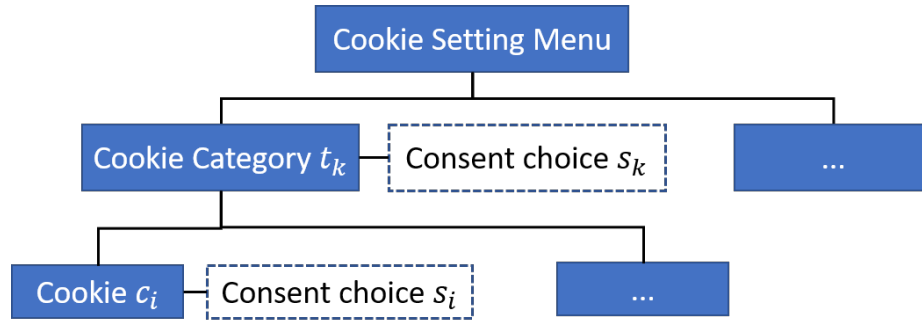 Cookie Setting Menu
Cookie Category t_k
Consent choice s_k
...
Cookie c_i
Consent choice s_i
...